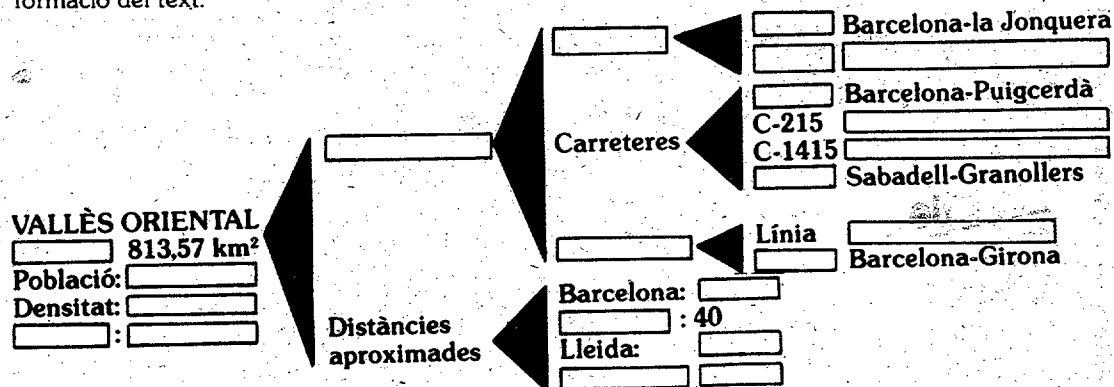 formació del text.
Barcelona-la Jonquera
Barcelona-Puigcerdà
Carreteres
C-215
C-1415
Sabadell-Granollers
VALLÈS ORIENTAL
813,57 km²
Població:
Densitat:
:
Línia
Barcelona-Girona
Distàncies
aproximades
Barcelona:
: 40
Lleida: